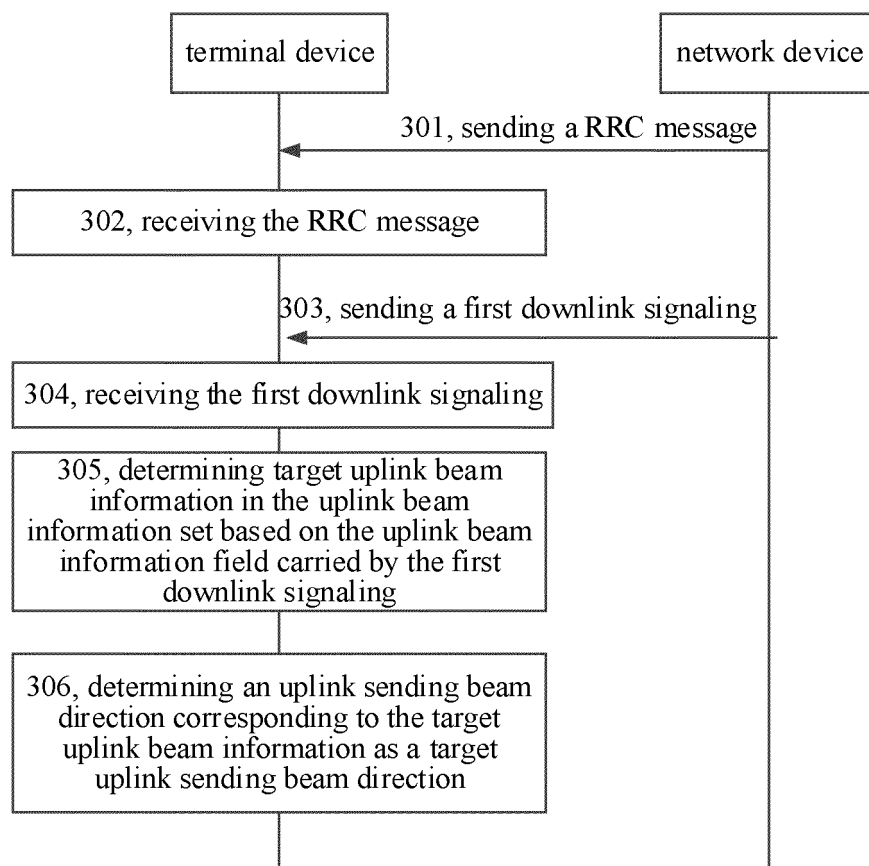 terminal device
network device
301, sending a RRC message
302, receiving the RRC message
303, sending a first downlink signaling
304, receiving the first downlink signaling
305, determining target uplink beam
information in the uplink beam
information set based on the uplink beam
information field carried by the first
downlink signaling
306, determining an uplink sending beam
direction corresponding to the target
uplink beam information as a target
uplink sending beam direction